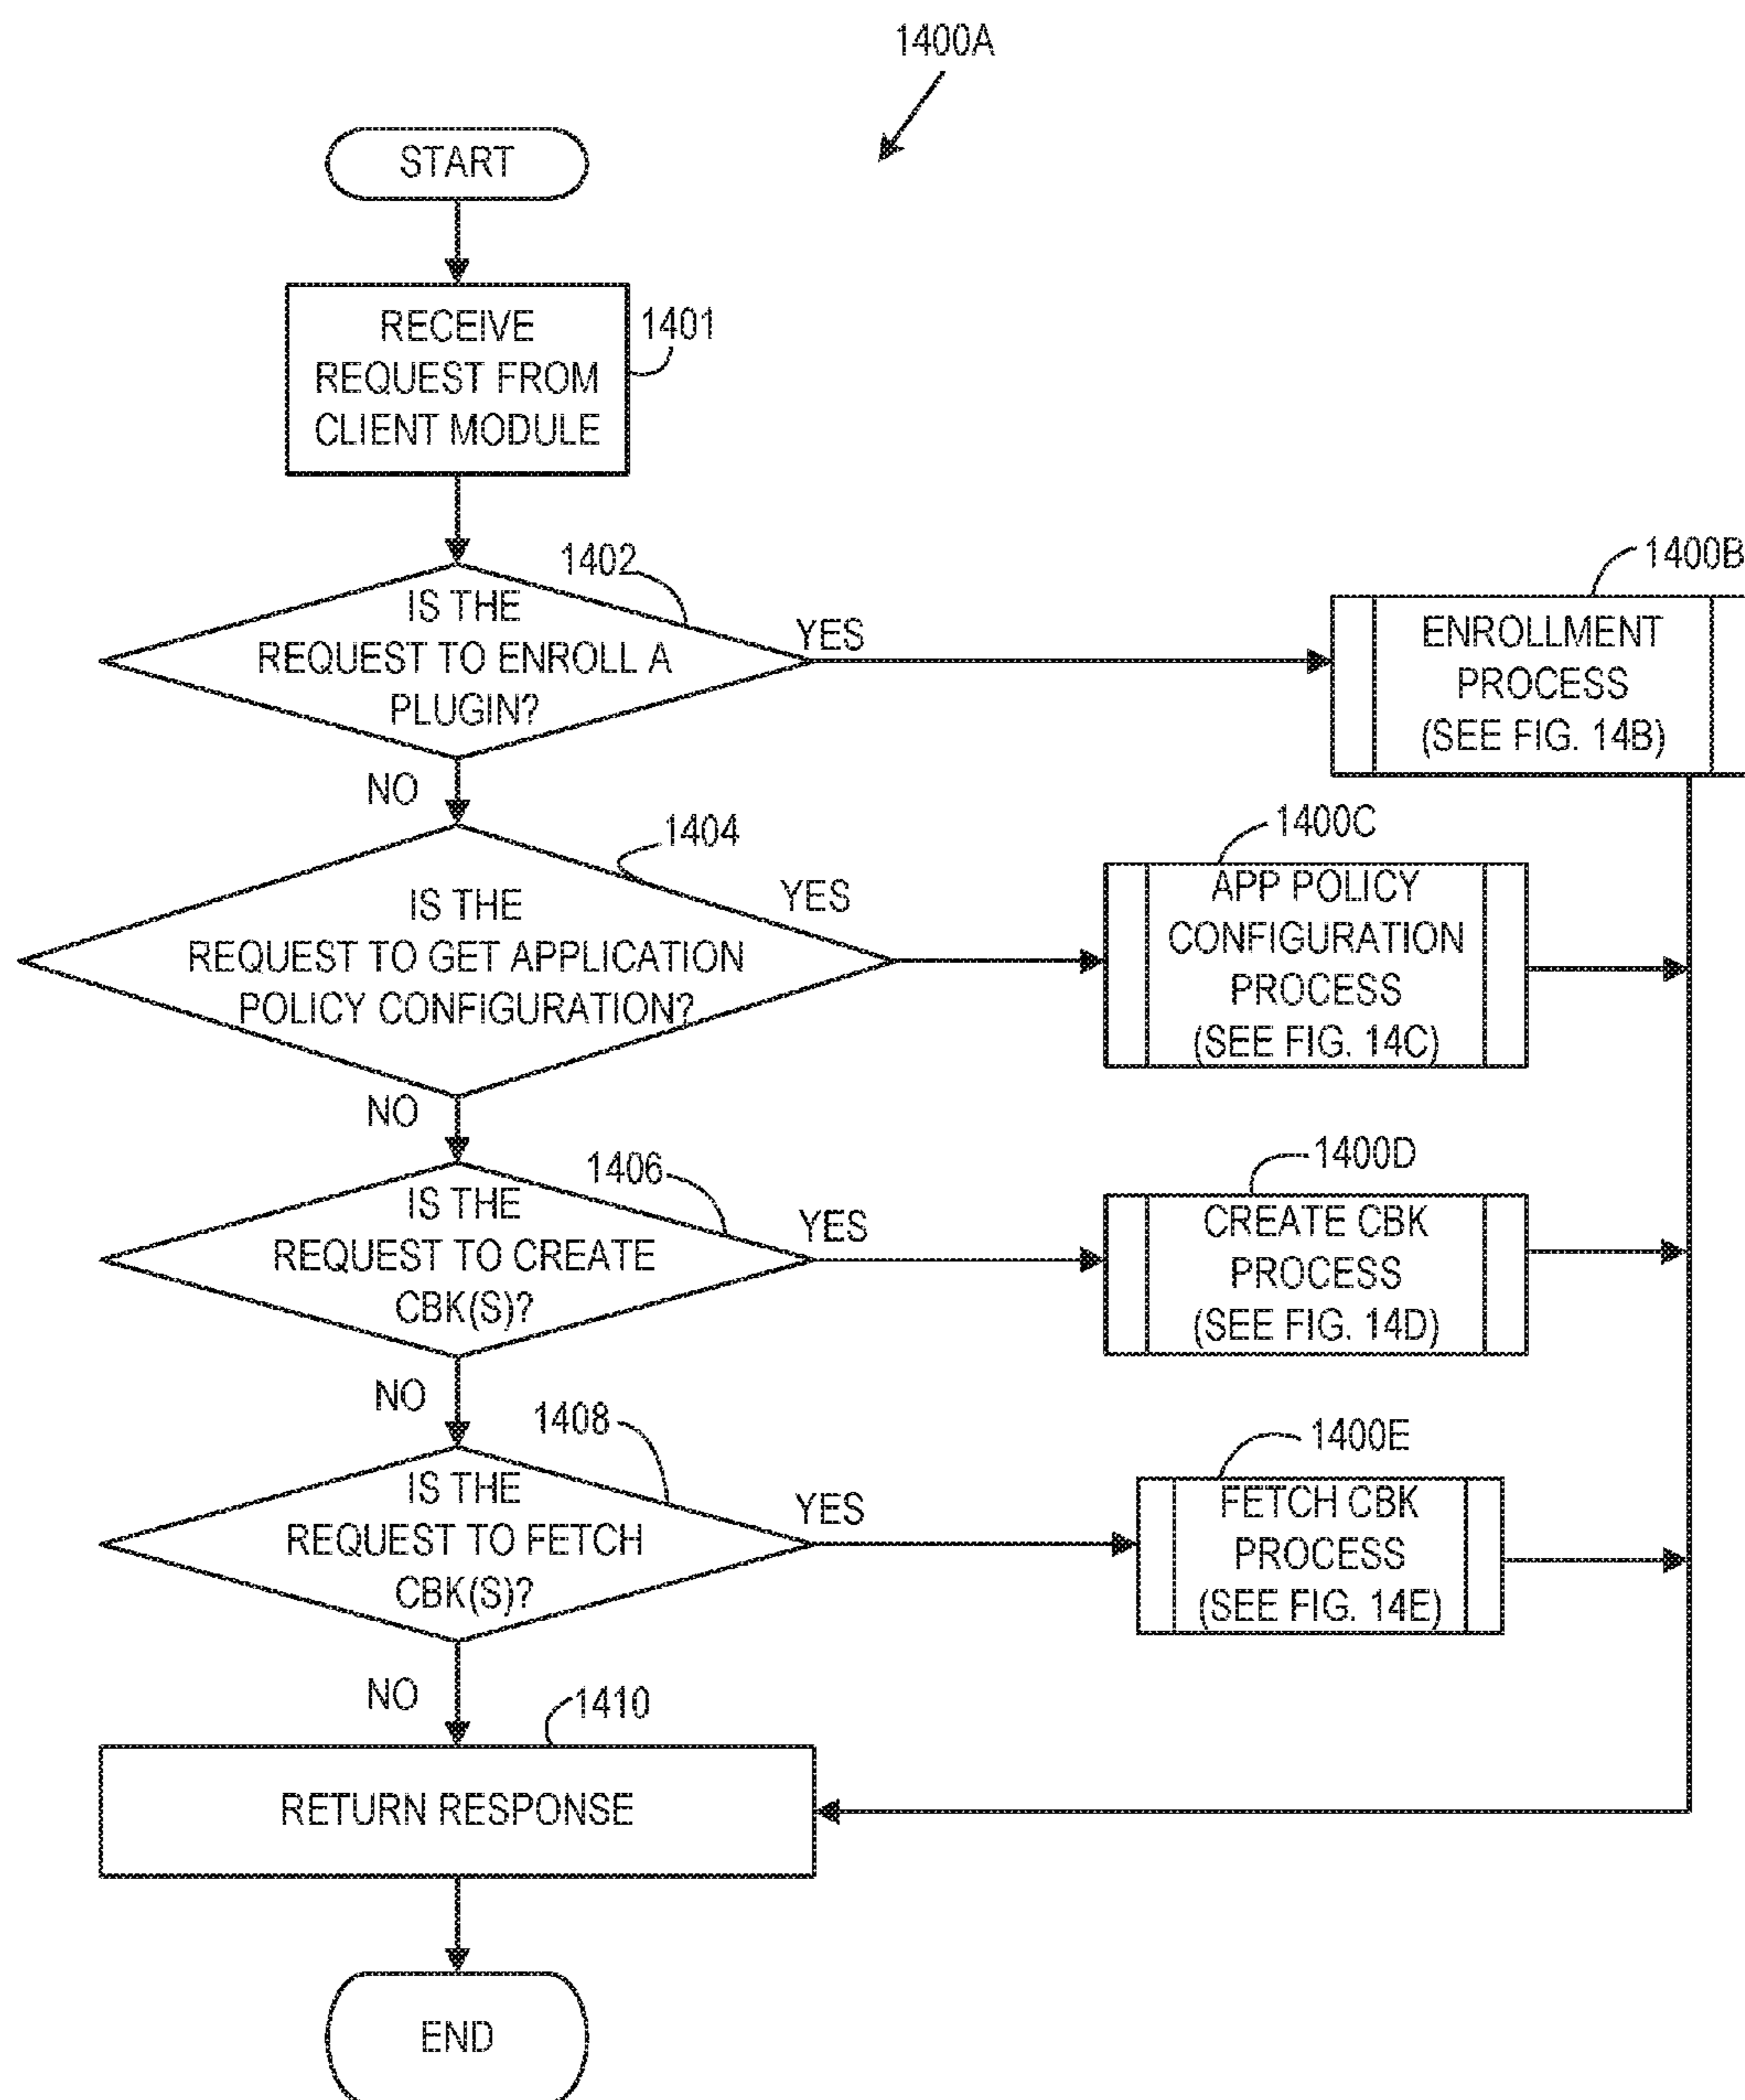 1400A
START
RECEIVE
REQUEST FROM
CLIENT MODULE
1401
1402
IS THE
REQUEST TO ENROLL A
PLUGIN?
YES
NO
1400B
ENROLLMENT
PROCESS
(SEE FIG. 14B)
1404
IS THE
REQUEST TO GET APPLICATION
POLICY CONFIGURATION?
YES
NO
1400C
APP POLICY
CONFIGURATION
PROCESS
(SEE FIG. 14C)
1406
IS THE
REQUEST TO CREATE
CBK(S)?
YES
NO
1400D
CREATE CBK
PROCESS
(SEE FIG. 14D)
1408
IS THE
REQUEST TO FETCH
CBK(S)?
YES
NO
1400E
FETCH CBK
PROCESS
(SEE FIG. 14E)
1410
RETURN RESPONSE
END